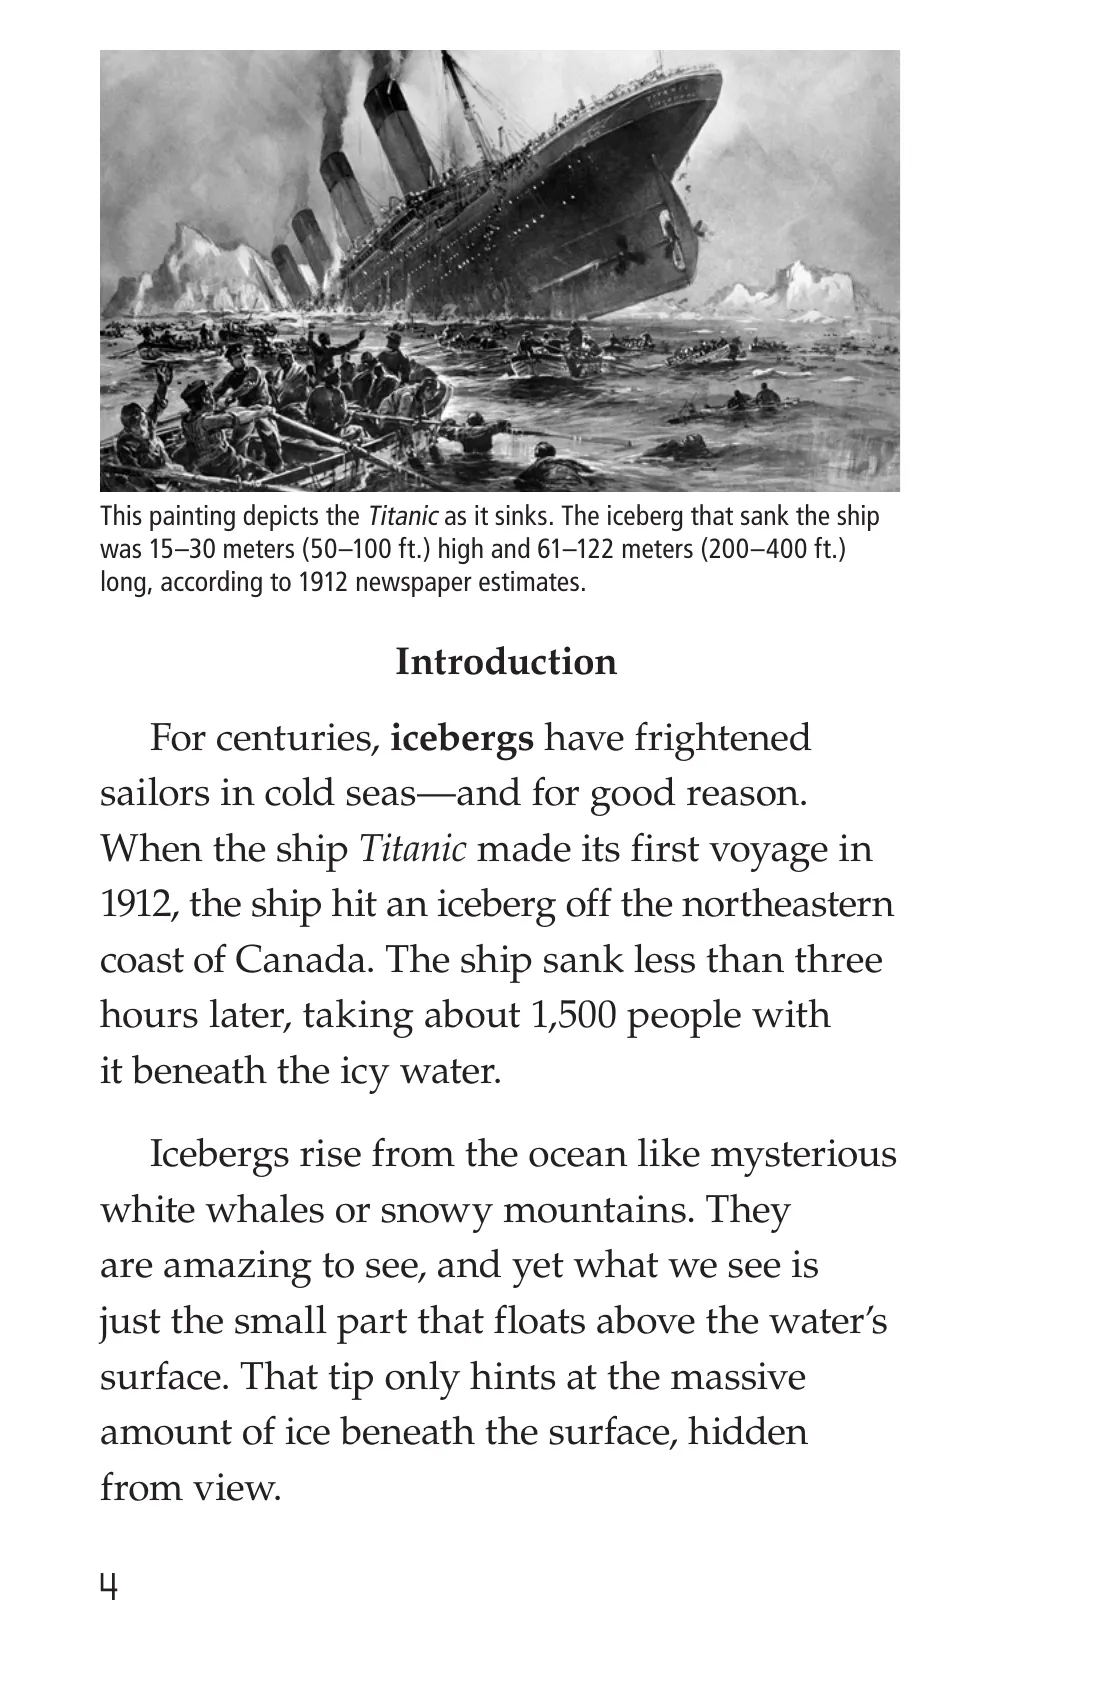 This painting depicts the Titanic as it sinks. The iceberg that sank the ship
was 15–30 meters (50–100 ft.) high and 61–122 meters (200–400 ft.)
long, according to 1912 newspaper estimates.
Introduction
For centuries, icebergs have frightened
sailors in cold seas—and for good reason.
When the ship Titanic made its first voyage in
1912, the ship hit an iceberg off the northeastern
coast of Canada. The ship sank less than three
hours later, taking about 1,500 people with
it beneath the icy water.
Icebergs rise from the ocean like mysterious
white whales or snowy mountains. They
are amazing to see, and yet what we see is
just the small part that floats above the water’s
surface. That tip only hints at the massive
amount of ice beneath the surface, hidden
from view.
4